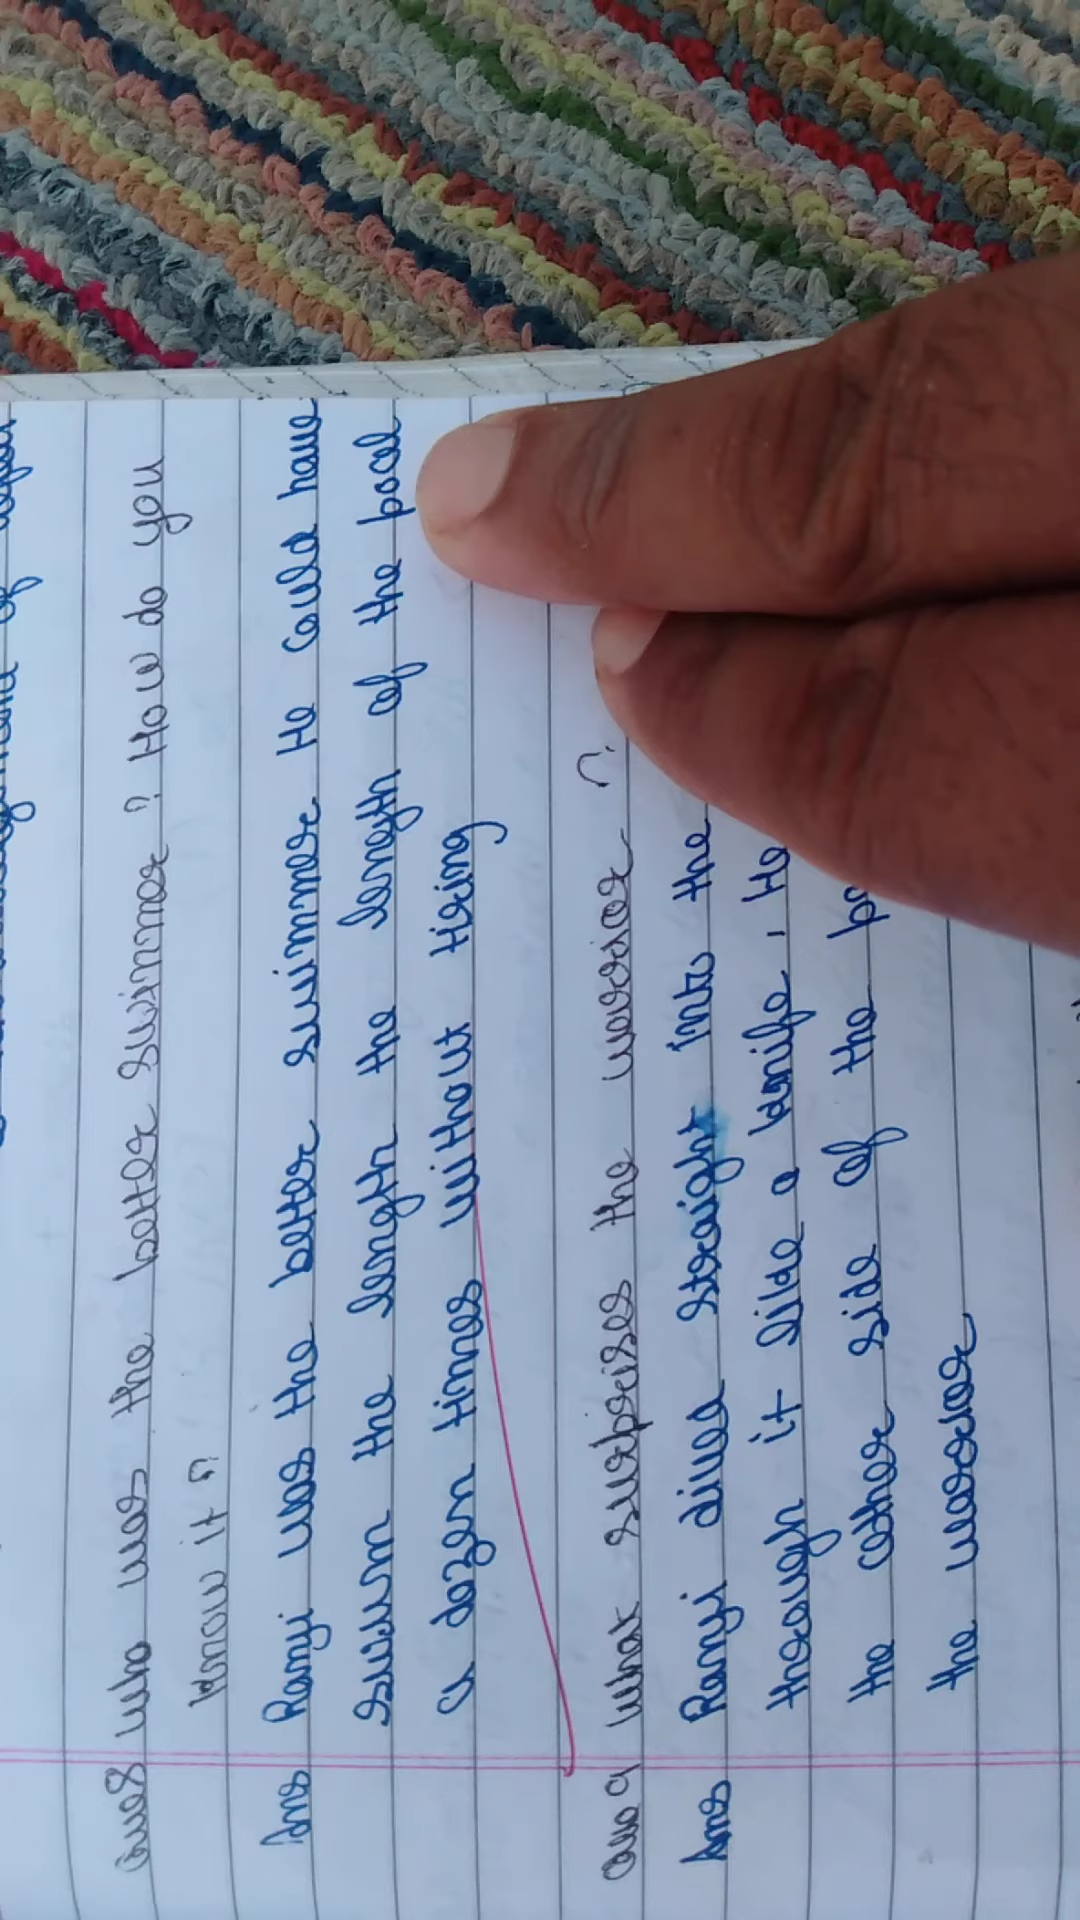 Ques 8 Who was the better swimmer? How do you
know it?
Ans Ranji was the better swimmer He could have
swum the length the length of the pool
a dozen times without tiring
Que 9 What surprises the warrior ?
Ans Ranji dived straight into the
through it like a knife, He
the other side of the
the warrior